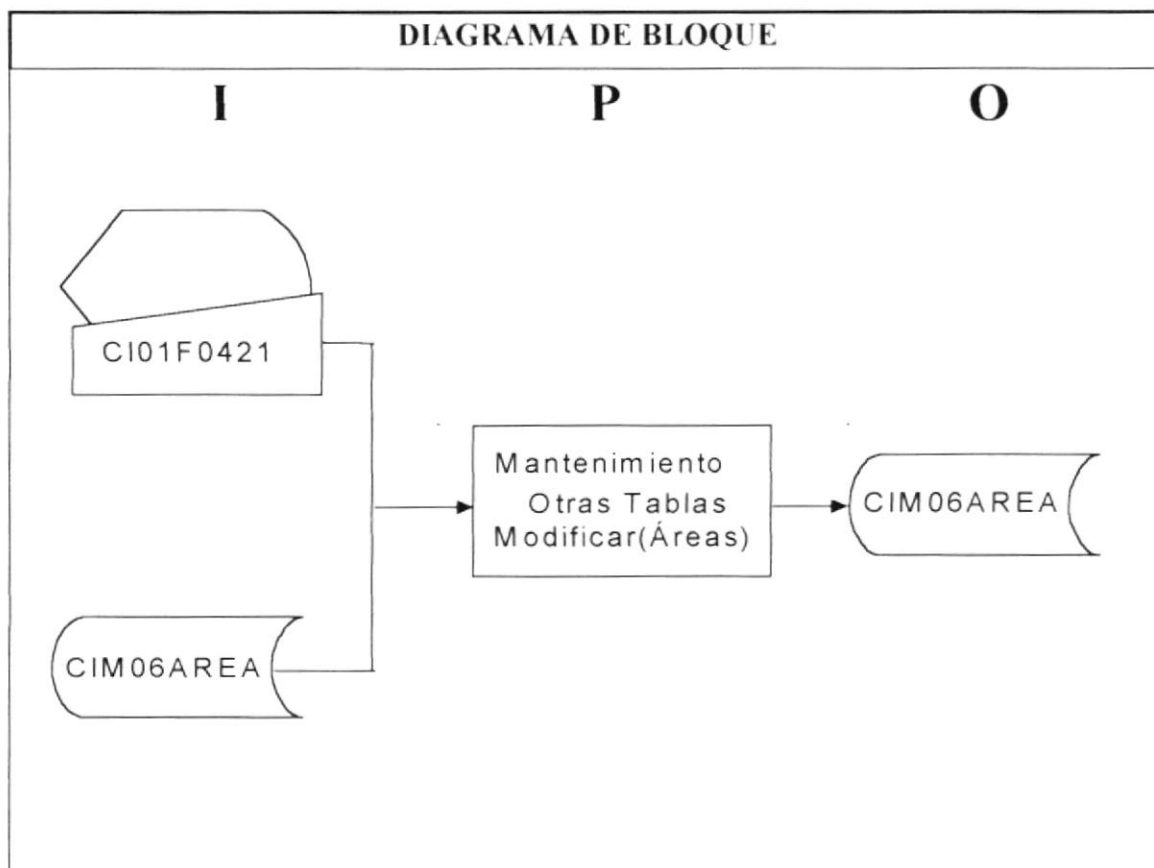 DIAGRAMA DE BLOQUE
I P O
CI01F0421
Mantenimiento
Otras Tablas
Modificar(Áreas)
CIM06AREA
CIM06AREA